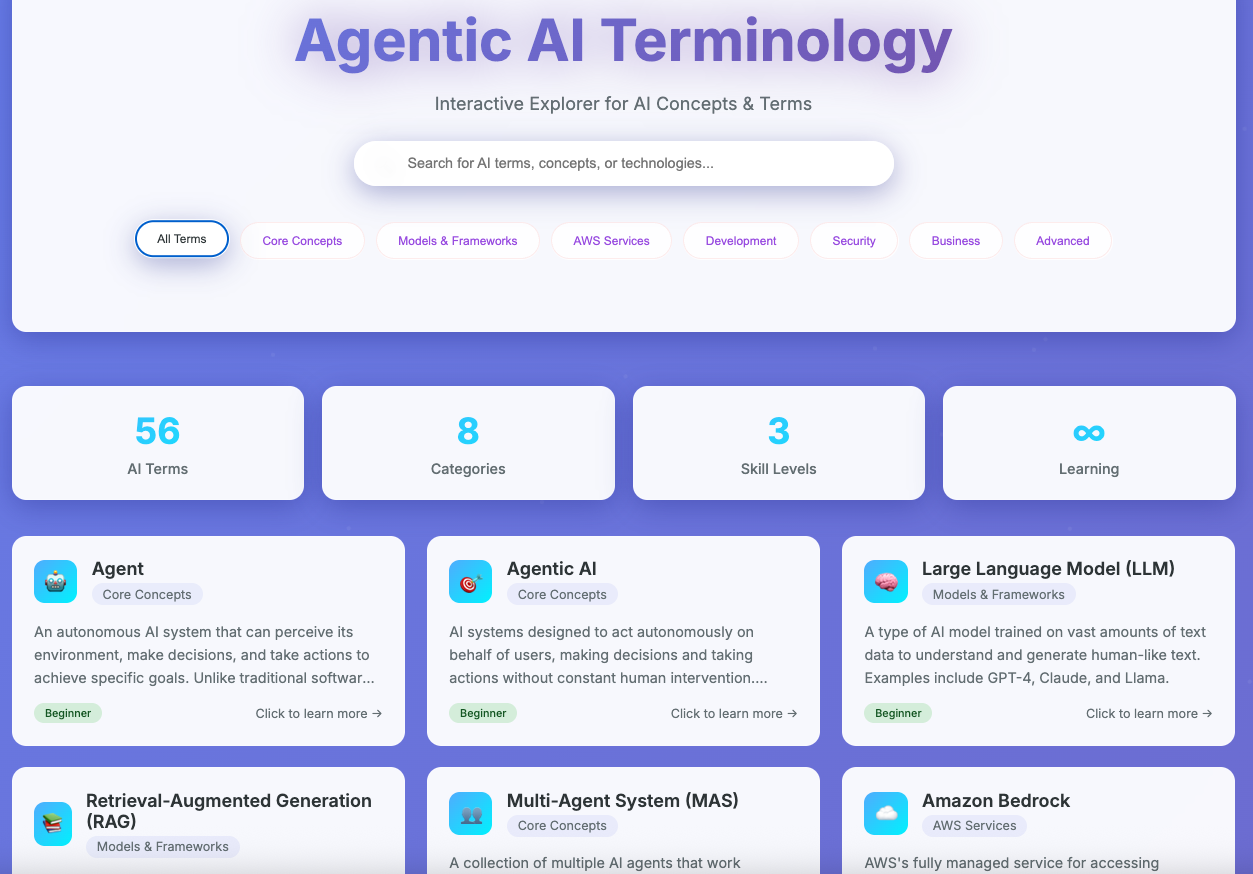 Agentic AI Terminology
Interactive Explorer for AI Concepts & Terms
Search for AI terms, concepts, or technologies...
All Terms
Core Concepts
Models & Frameworks
AWS Services
Development
Security
Business
Advanced
56
AI Terms
8
Categories
3
Skill Levels
∞
Learning
Agent
Core Concepts
An autonomous AI system that can perceive its
environment, make decisions, and take actions to
achieve specific goals. Unlike traditional softwar...
Beginner
Click to learn more →
Agentic AI
Core Concepts
AI systems designed to act autonomously on
behalf of users, making decisions and taking
actions without constant human intervention....
Beginner
Click to learn more →
Large Language Model (LLM)
Models & Frameworks
A type of AI model trained on vast amounts of text
data to understand and generate human-like text.
Examples include GPT-4, Claude, and Llama.
Beginner
Click to learn more →
Retrieval-Augmented Generation
(RAG)
Models & Frameworks
Multi-Agent System (MAS)
Core Concepts
A collection of multiple AI agents that work
Amazon Bedrock
AWS Services
AWS's fully managed service for accessing